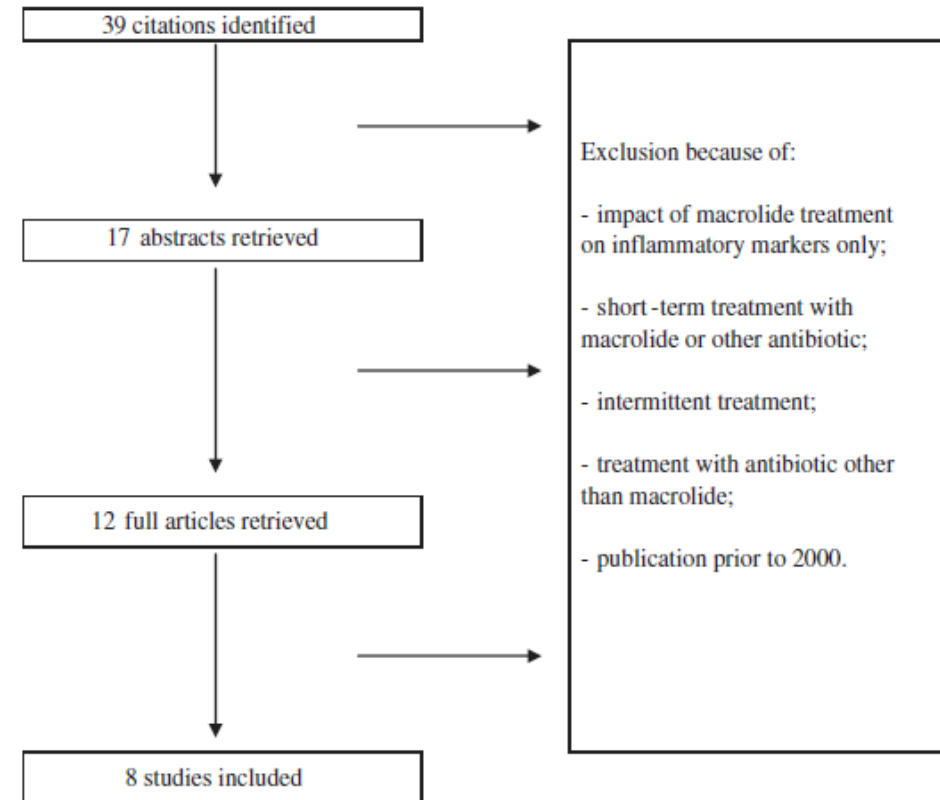 39 citations identified
17 abstracts retrieved
12 full articles retrieved
8 studies included
Exclusion because of:
- impact of macrolide treatment
on inflammatory markers only;
- short-term treatment with
macrolide or other antibiotic;
- intermittent treatment;
- treatment with antibiotic other
than macrolide;
- publication prior to 2000.